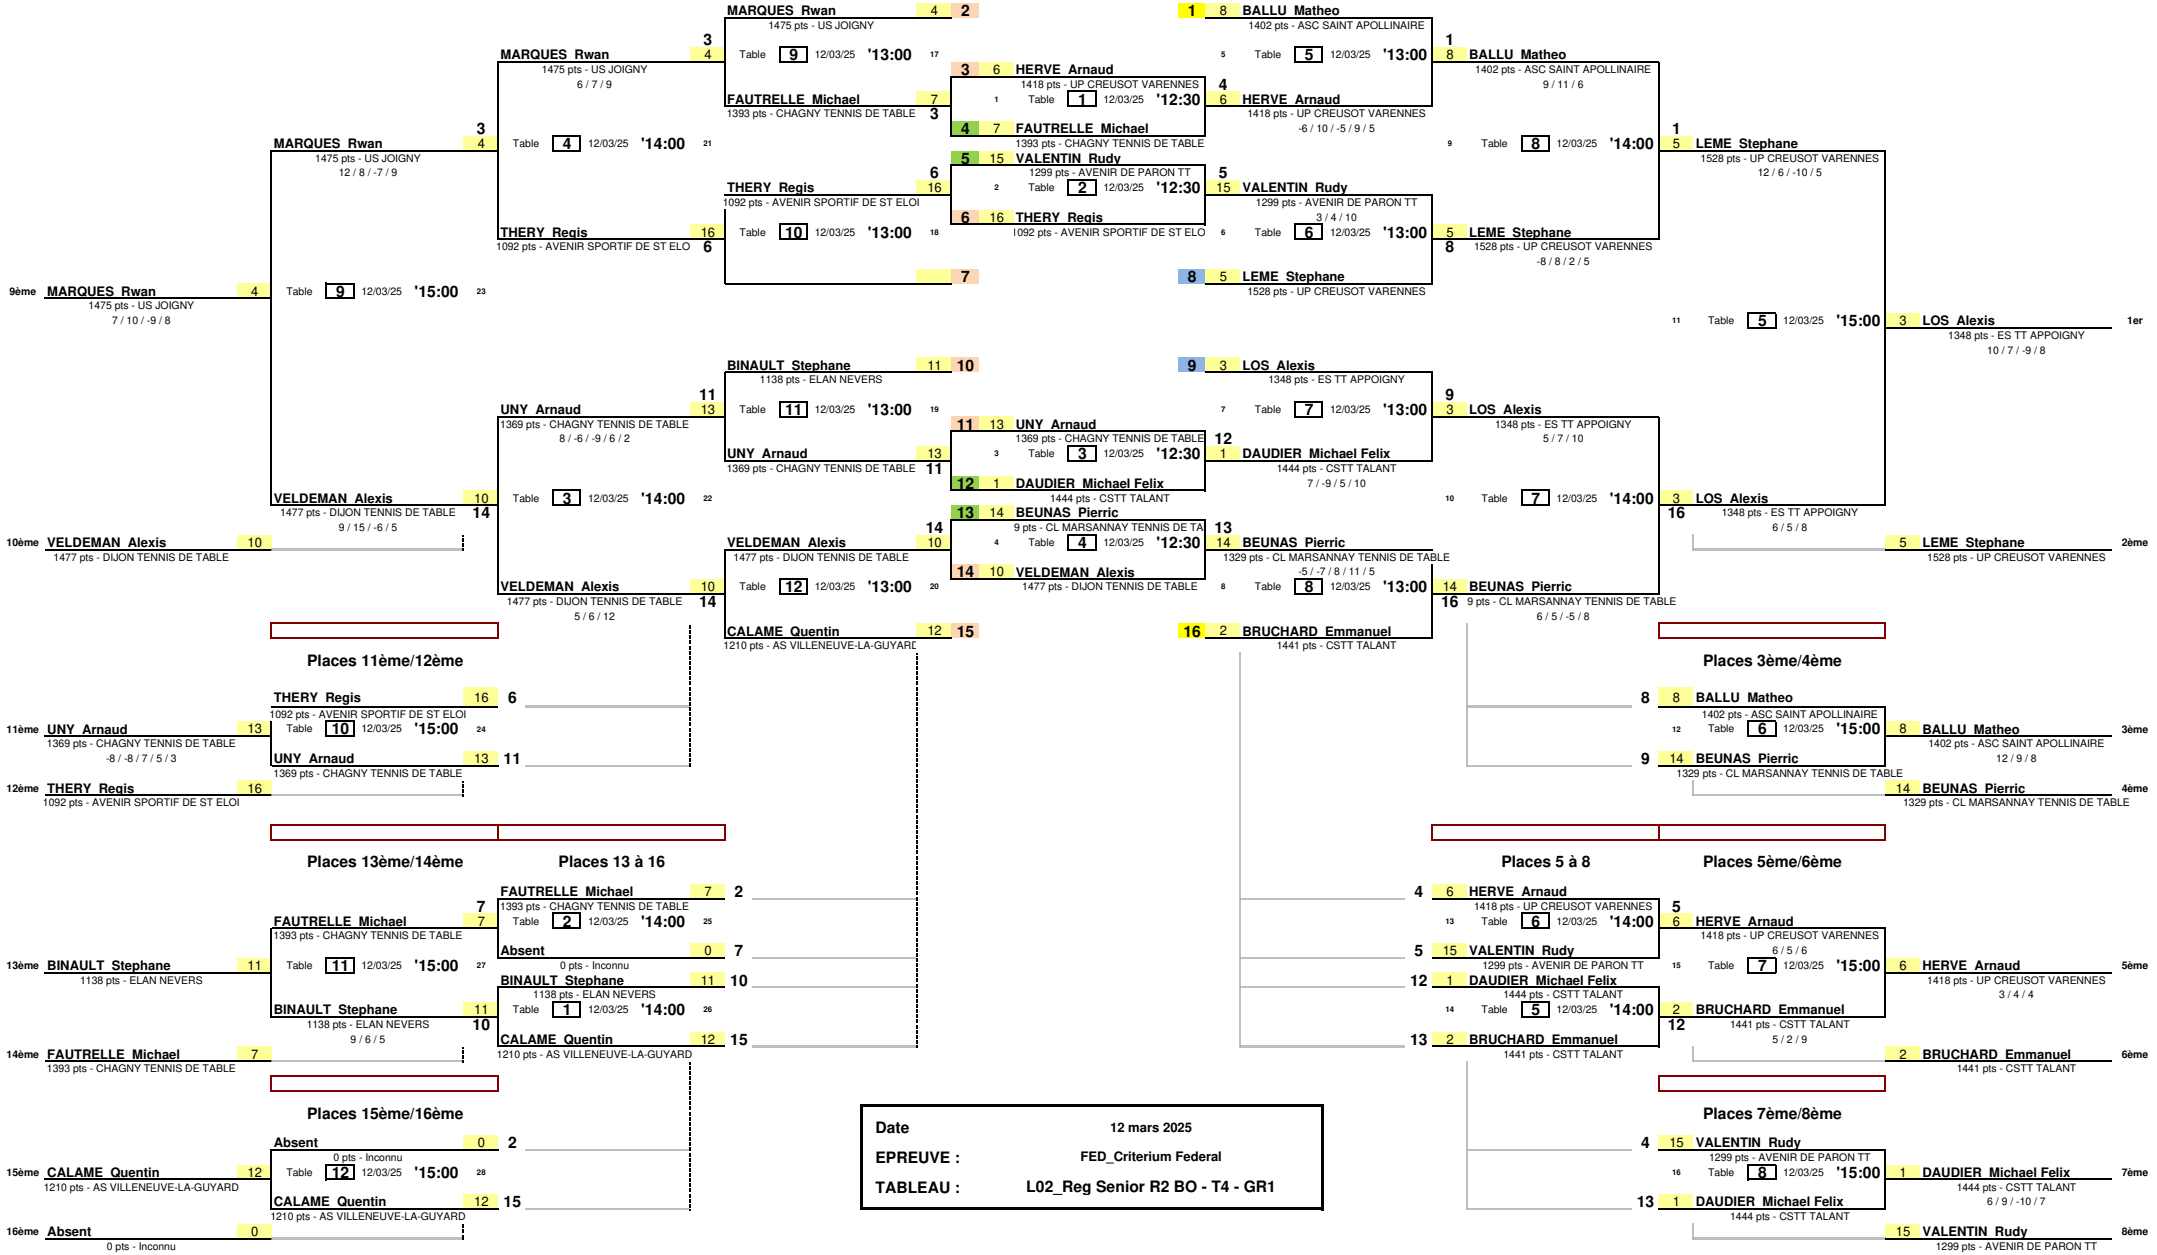 MARQUES Rwan 4 2
1475 pts - US JOIGNY
3
4 Table 9 12/03/25 '13:00 17
MARQUES Rwan
1475 pts - US JOIGNY
6 / 7 / 9
FAUTRELLE Michael 7
1393 pts - CHAGNY TENNIS DE TABLE 3
3
MARQUES Rwan 4
1475 pts - US JOIGNY
12 / 8 / -7 / 9
Table 4 12/03/25 '14:00 21
THERY Regis 6 16
1092 pts - AVENIR SPORTIF DE ST ELOI
THERY Regis 16
1092 pts - AVENIR SPORTIF DE ST ELO 6
Table 10 12/03/25 '13:00 18
7
9ème MARQUES Rwan 4
1475 pts - US JOIGNY
7 / 10 / -9 / 8
Table 9 12/03/25 '15:00 23
BINAULT Stephane 11 10
1138 pts - ELAN NEVERS
11
UNY Arnaud 13
1369 pts - CHAGNY TENNIS DE TABLE
8 / -6 / -9 / 6 / 2
Table 11 12/03/25 '13:00 19
UNY Arnaud 13
1369 pts - CHAGNY TENNIS DE TABLE 11
VELDEMAN Alexis 10
1477 pts - DIJON TENNIS DE TABLE 14
9 / 15 / -6 / 5
Table 3 12/03/25 '14:00 22
10ème VELDEMAN Alexis 10
1477 pts - DIJON TENNIS DE TABLE
14
VELDEMAN Alexis 10
1477 pts - DIJON TENNIS DE TABLE
VELDEMAN Alexis 10
1477 pts - DIJON TENNIS DE TABLE 14
5 / 6 / 12
Table 12 12/03/25 '13:00 20
CALAME Quentin 12 15
1210 pts - AS VILLENEUVE-LA-GUYARD
3 6 HERVE Arnaud
1418 pts - UP CREUSOT VARENNES
1 Table 1 12/03/25 '12:30
4 7 FAUTRELLE Michael
1393 pts - CHAGNY TENNIS DE TABLE
5 15 VALENTIN Rudy
1299 pts - AVENIR DE PARON TT
2 Table 2 12/03/25 '12:30
6 16 THERY Regis
1092 pts - AVENIR SPORTIF DE ST ELO
11 13 UNY Arnaud
1369 pts - CHAGNY TENNIS DE TABLE
3 Table 3 12/03/25 '12:30
12 1 DAUDIER Michael Felix
1444 pts - CSTT TALANT
13 14 BEUNAS Pierric
9 pts - CL MARSANNAY TENNIS DE TA
4 Table 4 12/03/25 '12:30
14 10 VELDEMAN Alexis
1477 pts - DIJON TENNIS DE TABLE
1 8 BALLU Matheo
1402 pts - ASC SAINT APOLLINAIRE
5 Table 5 12/03/25 '13:00
4
6 HERVE Arnaud
1418 pts - UP CREUSOT VARENNES
-6 / 10 / -5 / 9 / 5
5
15 VALENTIN Rudy
1299 pts - AVENIR DE PARON TT
3 / 4 / 10
6 Table 6 12/03/25 '13:00
8 5 LEME Stephane
1528 pts - UP CREUSOT VARENNES
9 3 LOS Alexis
1348 pts - ES TT APPOIGNY
7 Table 7 12/03/25 '13:00
12
1 DAUDIER Michael Felix
1444 pts - CSTT TALANT
7 / -9 / 5 / 10
13
14 BEUNAS Pierric
1329 pts - CL MARSANNAY TENNIS DE TABLE
-5 / -7 / 8 / 11 / 5
8 Table 8 12/03/25 '13:00
16 2 BRUCHARD Emmanuel
1441 pts - CSTT TALANT
1
8 BALLU Matheo
1402 pts - ASC SAINT APOLLINAIRE
9 / 11 / 6
9 Table 8 12/03/25 '14:00
5 LEME Stephane
8 1528 pts - UP CREUSOT VARENNES
-8 / 8 / 2 / 5
9
3 LOS Alexis
1348 pts - ES TT APPOIGNY
5 / 7 / 10
10 Table 7 12/03/25 '14:00
14 BEUNAS Pierric
16 9 pts - CL MARSANNAY TENNIS DE TABLE
6 / 5 / -5 / 8
1
5 LEME Stephane
1528 pts - UP CREUSOT VARENNES
12 / 6 / -10 / 5
11 Table 5 12/03/25 '15:00
3 LOS Alexis 1er
1348 pts - ES TT APPOIGNY
10 / 7 / -9 / 8
3 LOS Alexis
16 1348 pts - ES TT APPOIGNY
6 / 5 / 8
5 LEME Stephane 2ème
1528 pts - UP CREUSOT VARENNES
Places 11ème/12ème
THERY Regis 16 6
1092 pts - AVENIR SPORTIF DE ST ELOI
11ème UNY Arnaud 13 Table 10 12/03/25 '15:00 24
1369 pts - CHAGNY TENNIS DE TABLE
-8 / -8 / 7 / 5 / 3
UNY Arnaud 13 11
1369 pts - CHAGNY TENNIS DE TABLE
12ème THERY Regis 16
1092 pts - AVENIR SPORTIF DE ST ELOI
Places 3ème/4ème
8 8 BALLU Matheo
1402 pts - ASC SAINT APOLLINAIRE
12 Table 6 12/03/25 '15:00 8 BALLU Matheo 3ème
1402 pts - ASC SAINT APOLLINAIRE
12 / 9 / 8
9 14 BEUNAS Pierric
1329 pts - CL MARSANNAY TENNIS DE TABLE
14 BEUNAS Pierric 4ème
1329 pts - CL MARSANNAY TENNIS DE TABLE
Places 13ème/14ème Places 13 à 16
FAUTRELLE Michael 7 2
1393 pts - CHAGNY TENNIS DE TABLE
7
FAUTRELLE Michael 7 Table 2 12/03/25 '14:00 25
1393 pts - CHAGNY TENNIS DE TABLE
Absent 0 7
0 pts - Inconnu
13ème BINAULT Stephane 11 Table 11 12/03/25 '15:00 27
1138 pts - ELAN NEVERS
BINAULT Stephane 11 10
1138 pts - ELAN NEVERS
BINAULT Stephane 11 Table 1 12/03/25 '14:00 26
1138 pts - ELAN NEVERS 10
9 / 6 / 5
CALAME Quentin 12 15
1210 pts - AS VILLENEUVE-LA-GUYARD
14ème FAUTRELLE Michael 7
1393 pts - CHAGNY TENNIS DE TABLE
Places 5 à 8 Places 5ème/6ème
4 6 HERVE Arnaud
1418 pts - UP CREUSOT VARENNES
13 Table 6 12/03/25 '14:00
5
6 HERVE Arnaud
1418 pts - UP CREUSOT VARENNES
6 / 5 / 6
5 15 VALENTIN Rudy
1299 pts - AVENIR DE PARON TT
15 Table 7 12/03/25 '15:00 6 HERVE Arnaud 5ème
1418 pts - UP CREUSOT VARENNES
3 / 4 / 4
12 1 DAUDIER Michael Felix
1444 pts - CSTT TALANT
14 Table 5 12/03/25 '14:00 2 BRUCHARD Emmanuel
12 1441 pts - CSTT TALANT
5 / 2 / 9
13 2 BRUCHARD Emmanuel
1441 pts - CSTT TALANT
2 BRUCHARD Emmanuel 6ème
1441 pts - CSTT TALANT
Places 15ème/16ème
Absent 0 2
0 pts - Inconnu
15ème CALAME Quentin 12 Table 12 12/03/25 '15:00 28
1210 pts - AS VILLENEUVE-LA-GUYARD
CALAME Quentin 12 15
1210 pts - AS VILLENEUVE-LA-GUYARD
16ème Absent 0
0 pts - Inconnu
Date 12 mars 2025
EPREUVE : FED_Criterium Federal
TABLEAU : L02_Reg Senior R2 BO - T4 - GR1
Places 7ème/8ème
4 15 VALENTIN Rudy
1299 pts - AVENIR DE PARON TT
16 Table 8 12/03/25 '15:00 1 DAUDIER Michael Felix 7ème
1444 pts - CSTT TALANT
6 / 9 / -10 / 7
13 1 DAUDIER Michael Felix
1444 pts - CSTT TALANT
15 VALENTIN Rudy 8ème
1299 pts - AVENIR DE PARON TT